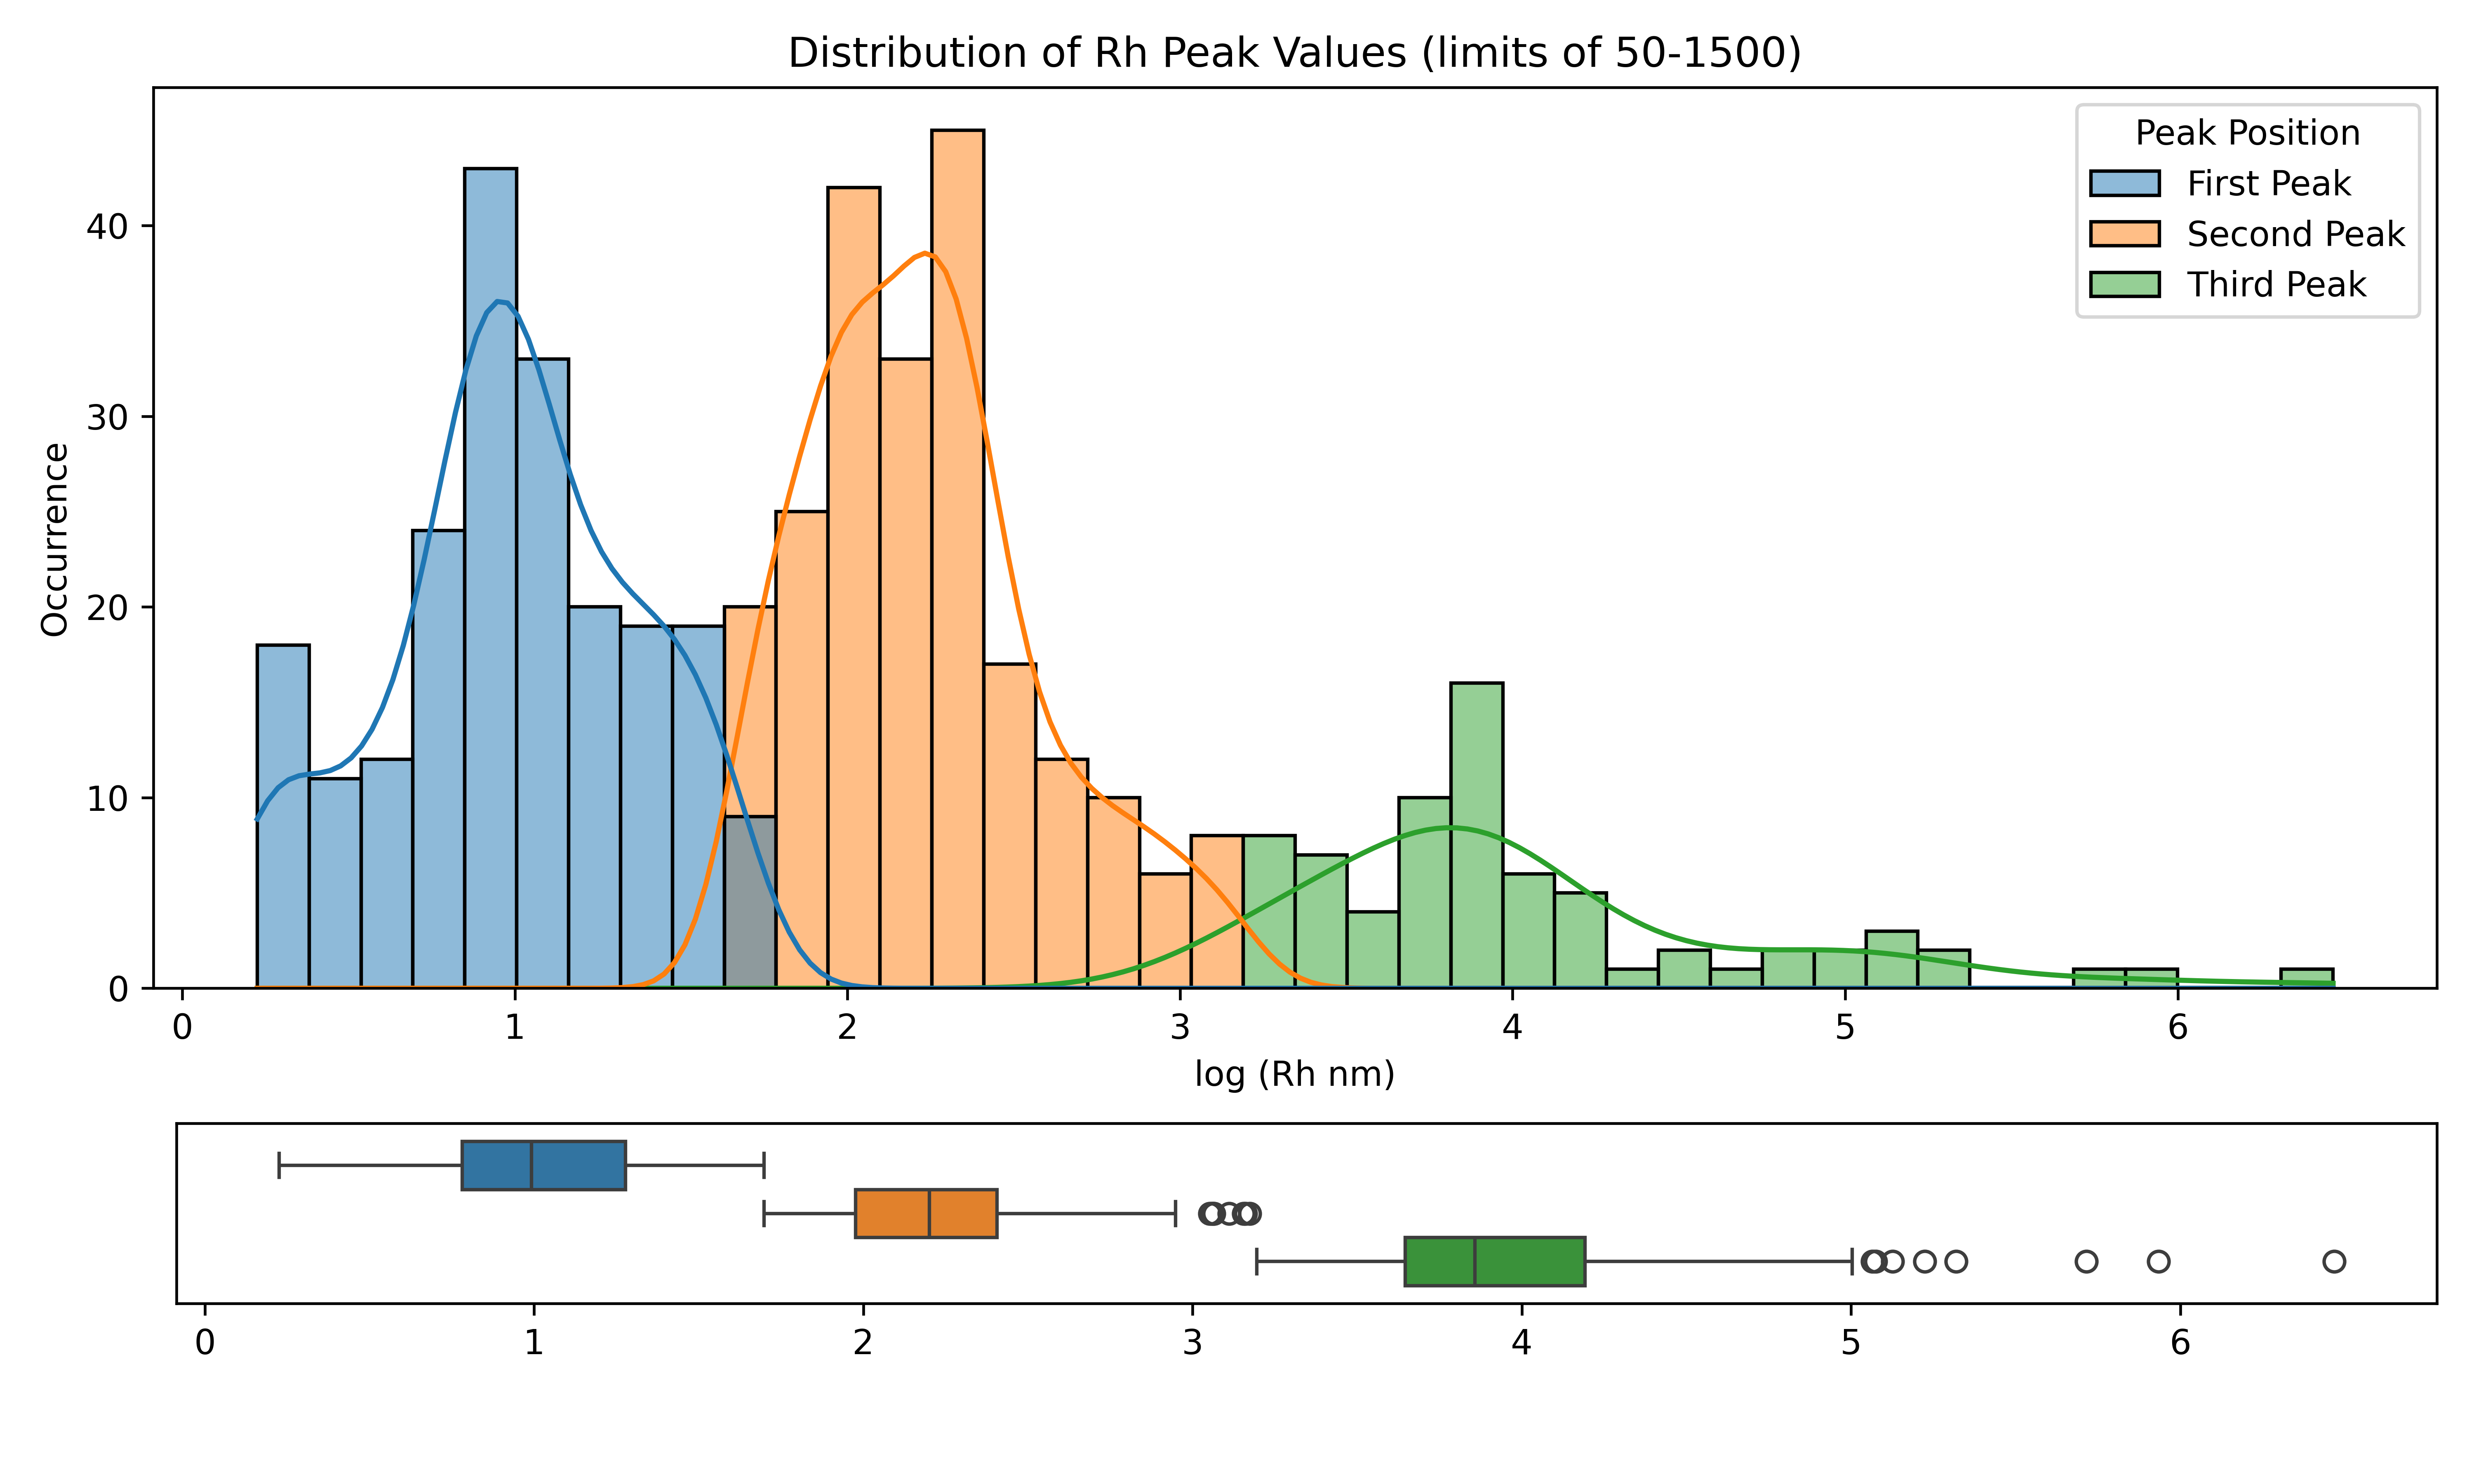 Distribution of Rh Peak Values (limits of 50-1500)
Peak Position
First Peak
Second Peak
Third Peak
Occurrence
40
30
20
10
0
0 1 2 3 4 5 6
log (Rh nm)
0 1 2 3 4 5 6